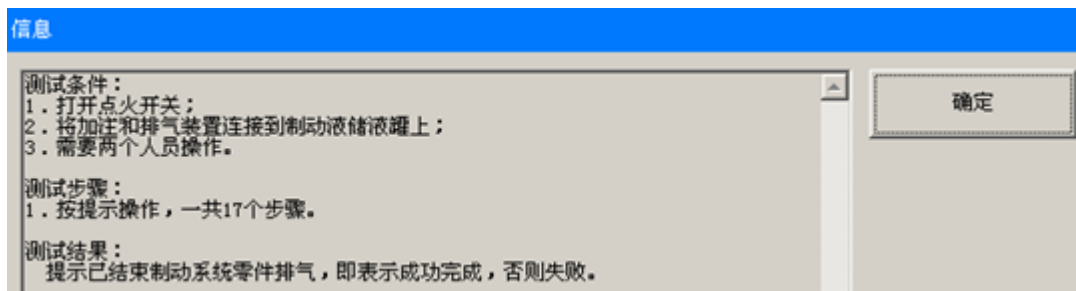 信息
测试条件：
1．打开点火开关；
2．将加注和排气装置连接到制动液储液罐上；
3．需要两个人员操作。
测试步骤：
1．按提示操作，一共17个步骤。
测试结果：
提示已结束制动系统零件排气，即表示成功完成，否则失败。
确定